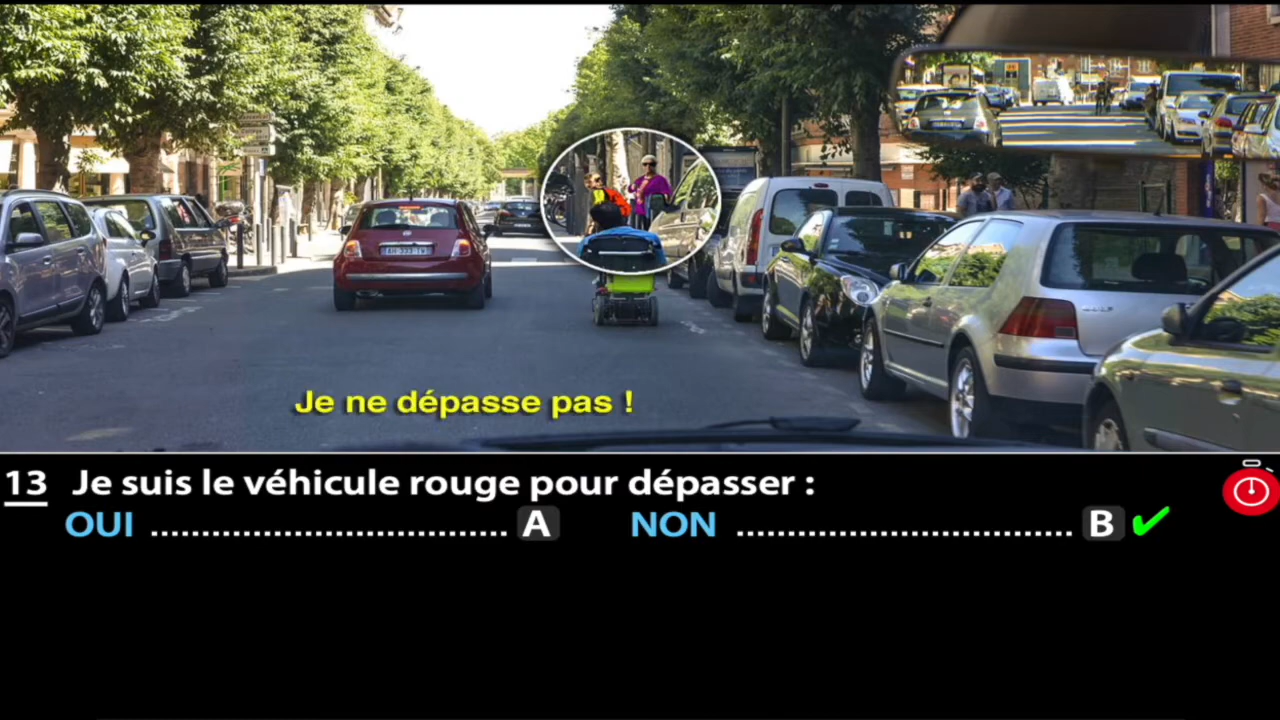 Je ne dépasse pas !
13 Je suis le véhicule rouge pour dépasser :
OUI .................................. A NON ................................ B